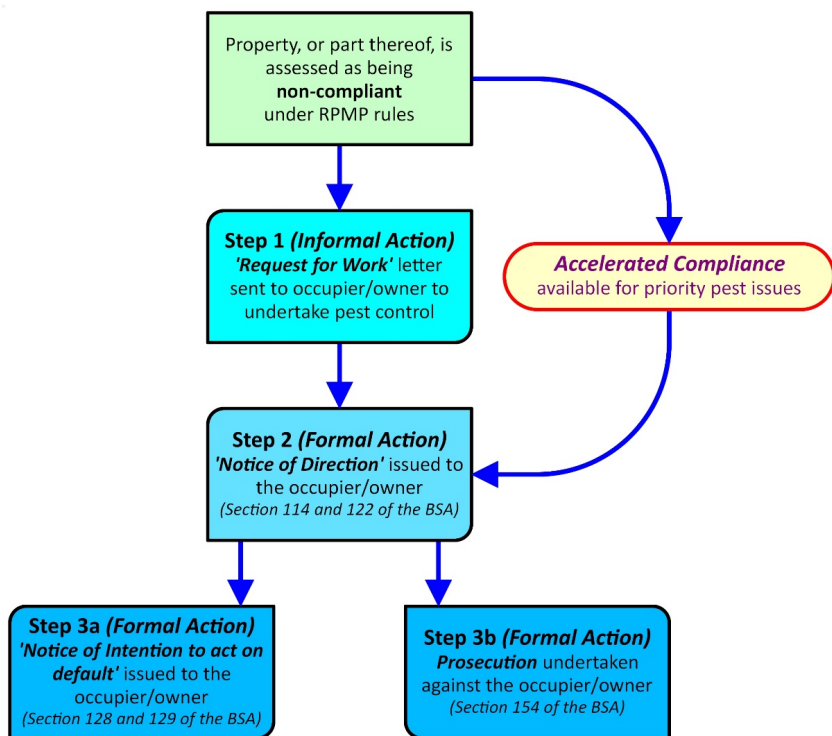 Property, or part thereof, is
assessed as being
non-compliant
under RPMP rules
Step 1 (Informal Action)
'Request for Work' letter
sent to occupier/owner to
undertake pest control
Accelerated Compliance
available for priority pest issues
Step 2 (Formal Action)
'Notice of Direction' issued to
the occupier/owner
(Section 114 and 122 of the BSA)
Step 3a (Formal Action)
'Notice of Intention to act on
default' issued to the
occupier/owner
(Section 128 and 129 of the BSA)
Step 3b (Formal Action)
Prosecution undertaken
against the occupier/owner
(Section 154 of the BSA)